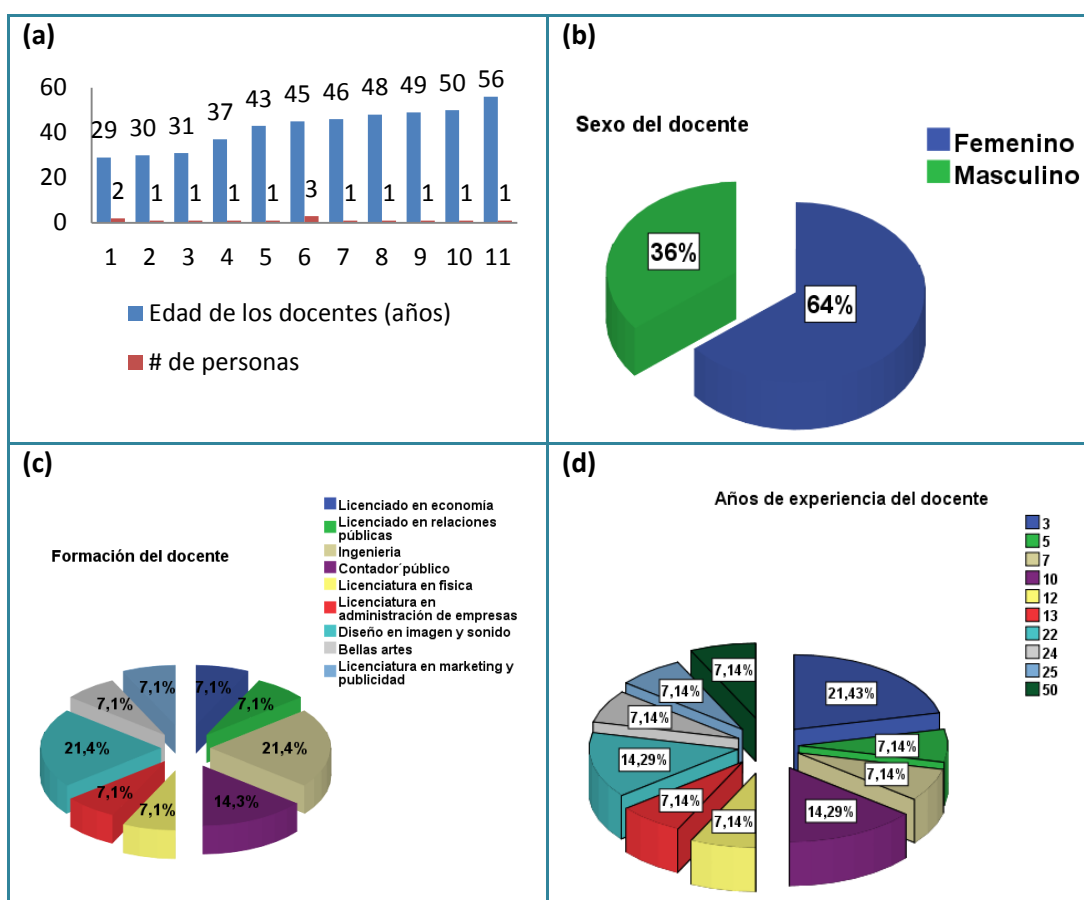 (a)
60
40
20
0
29 30 31 37 43 45 46 48 49 50 56
2 1 1 1 1 3 1 1 1 1 1
1 2 3 4 5 6 7 8 9 10 11
Edad de los docentes (años)
# de personas
(b)
Sexo del docente
Femenino
Masculino
36%
64%
(c)
Formación del docente
Licenciado en economía
Licenciado en relaciones
públicas
Ingenieria
Contador público
Licenciatura en fisica
Licenciatura en
administración de empresas
Diseño en imagen y sonido
Bellas artes
Licenciatura en marketing y
publicidad
7,1% 7,1%
7,1% 7,1%
21,4% 21,4%
7,1% 7,1% 14,3%
(d)
Años de experiencia del docente
3
5
7
10
12
13
22
24
25
50
7,14%
7,14% 21,43%
7,14% 7,14%
14,29% 7,14%
7,14% 7,14% 14,29%